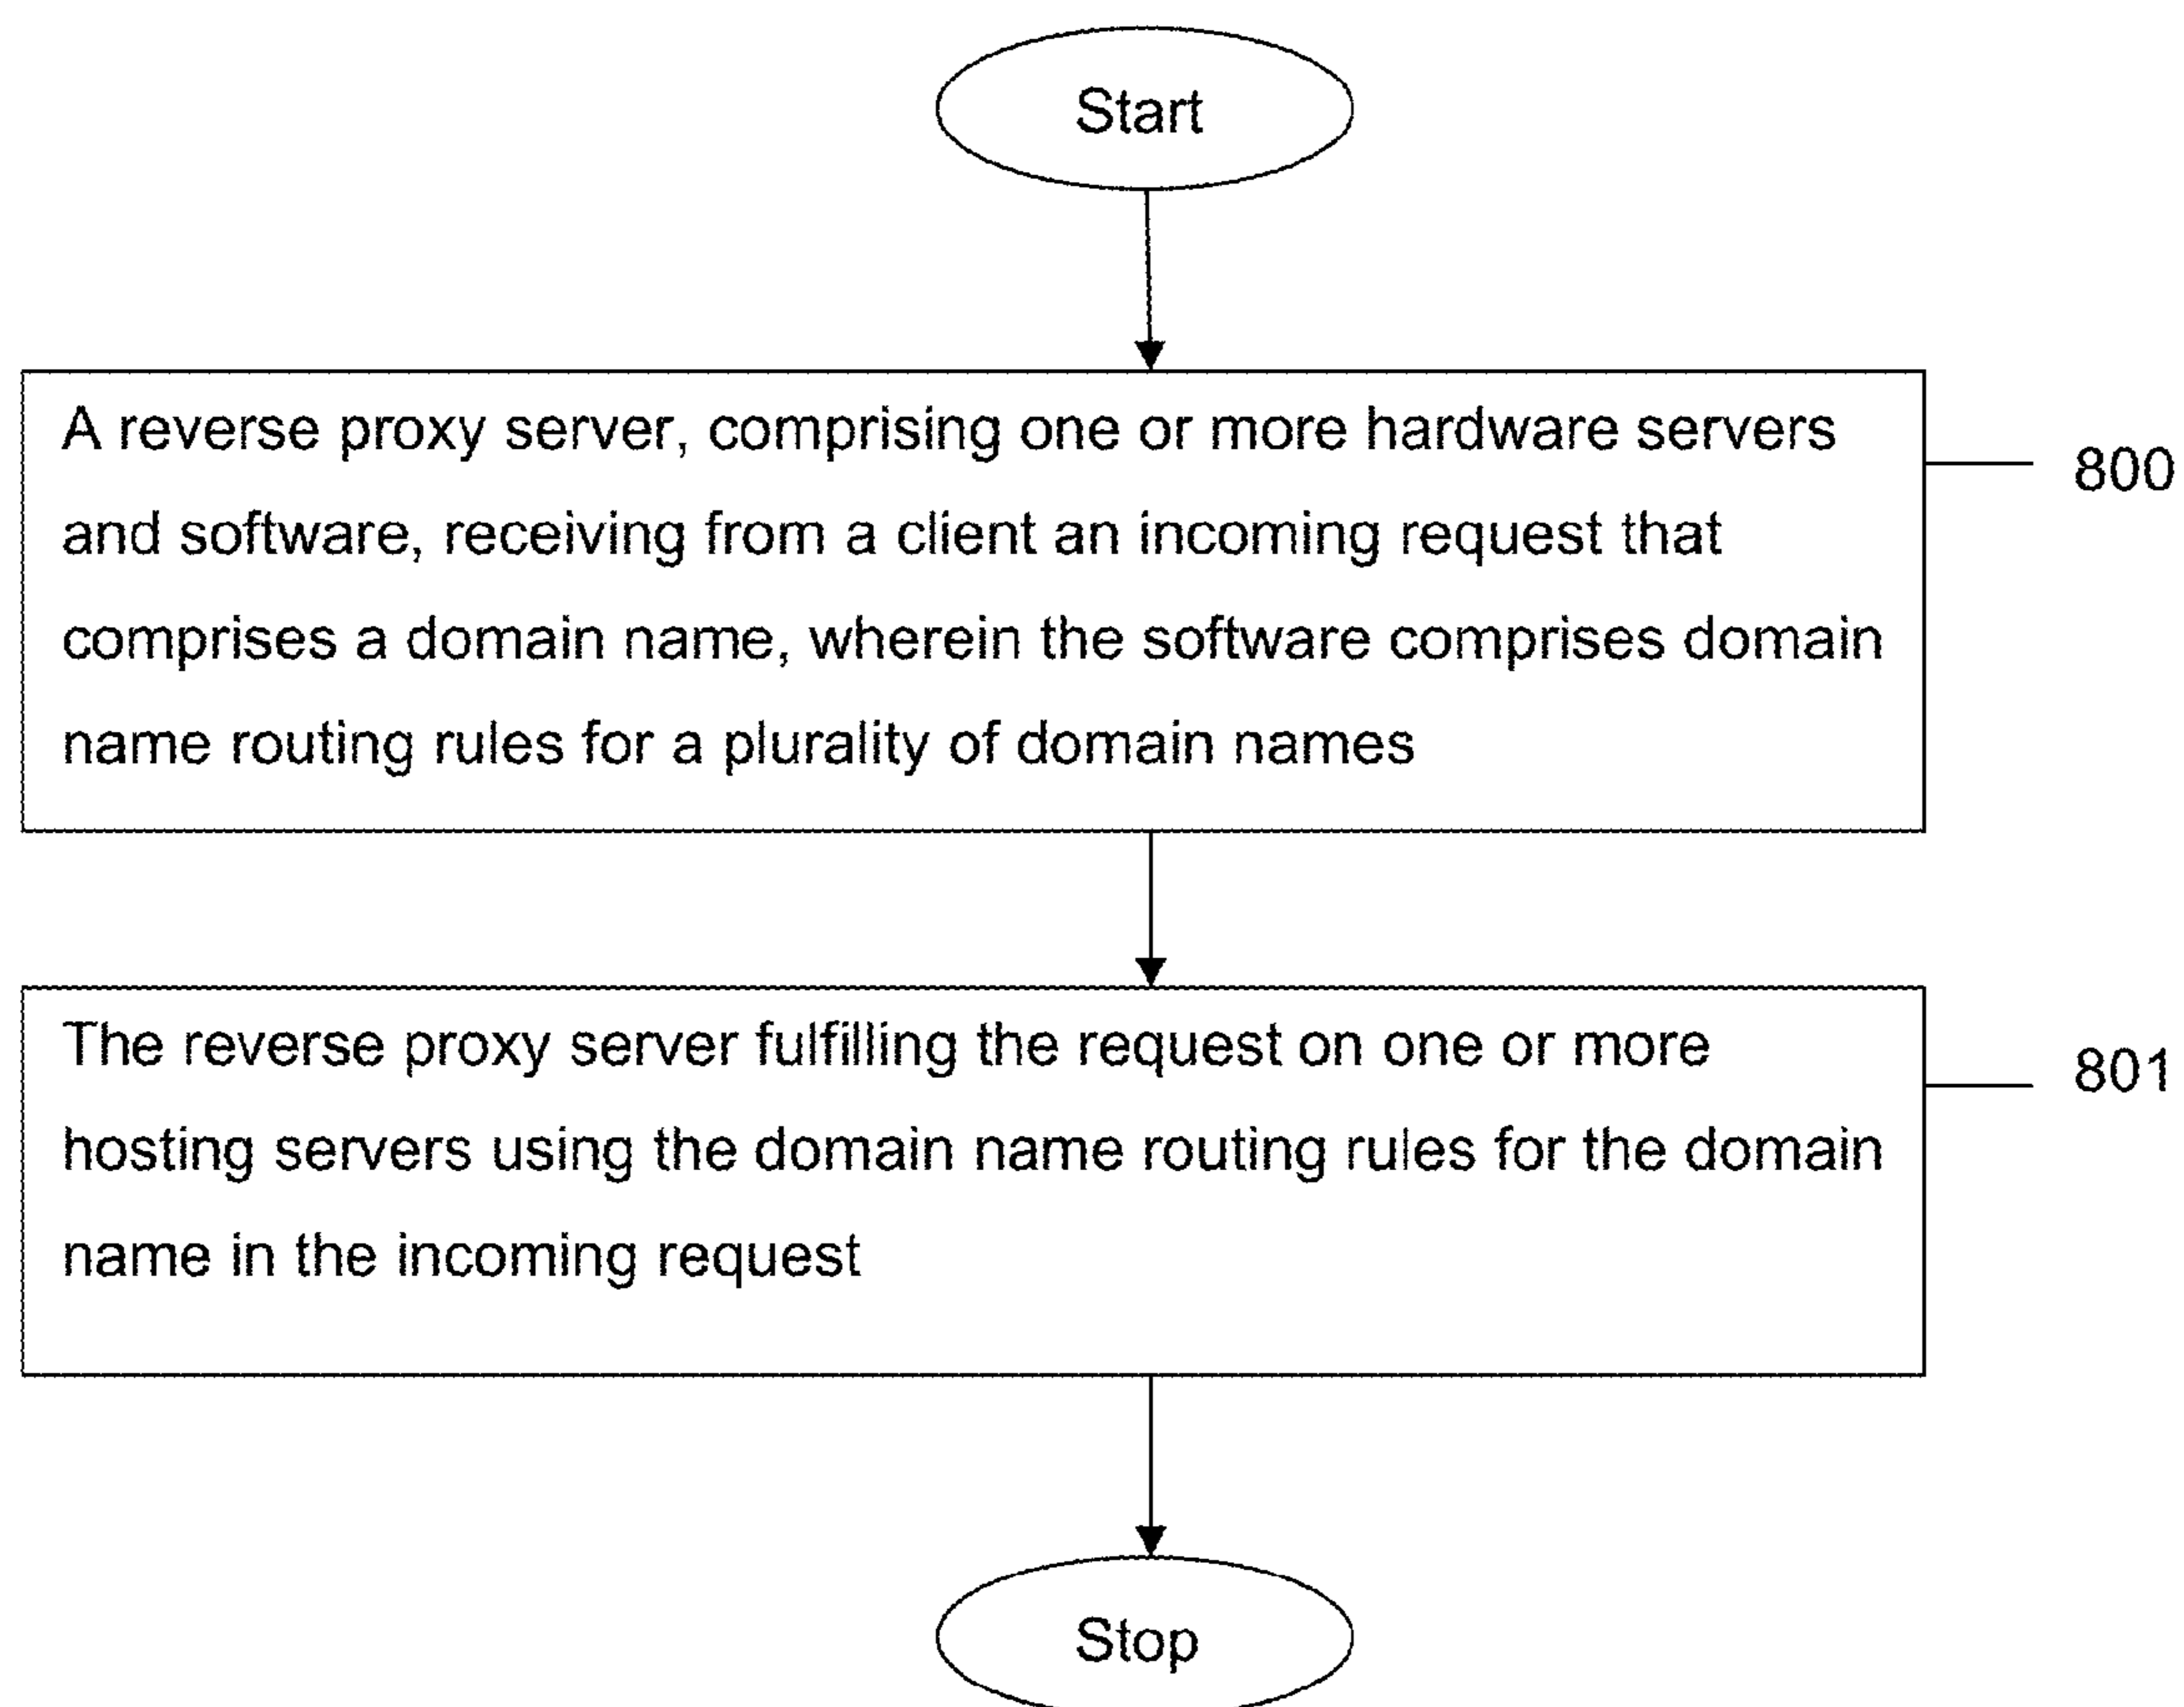 Start
A reverse proxy server, comprising one or more hardware servers
and software, receiving from a client an incoming request that
comprises a domain name, wherein the software comprises domain
name routing rules for a plurality of domain names
800
The reverse proxy server fulfilling the request on one or more
hosting servers using the domain name routing rules for the domain
name in the incoming request
801
Stop